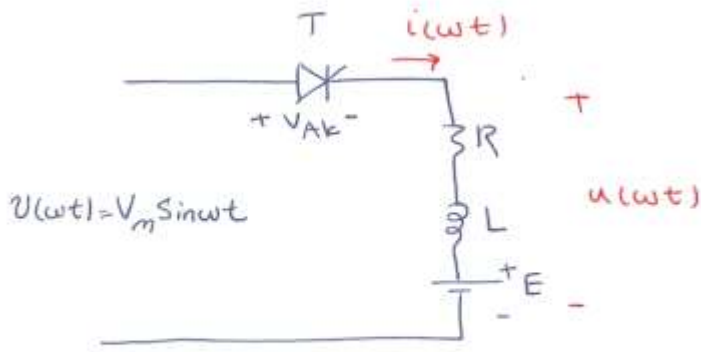 T
i(ωt)
+ VAk -
R
L
+
E
-
υ(ωt)=Vm Sinωt
+
u(ωt)
-